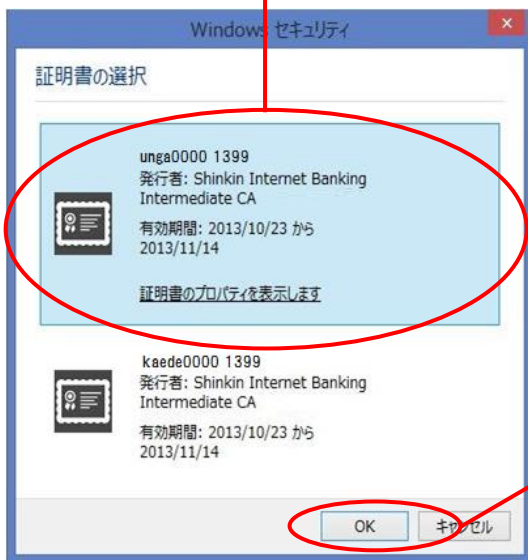 Windows セキュリティ
証明書の選択
unga0000 1399
発行者: Shinkin Internet Banking
Intermediate CA
有効期間: 2013/10/23 から
2013/11/14
証明書のプロパティを表示します
kaede0000 1399
発行者: Shinkin Internet Banking
Intermediate CA
有効期間: 2013/10/23 から
2013/11/14
OK
キャンセル